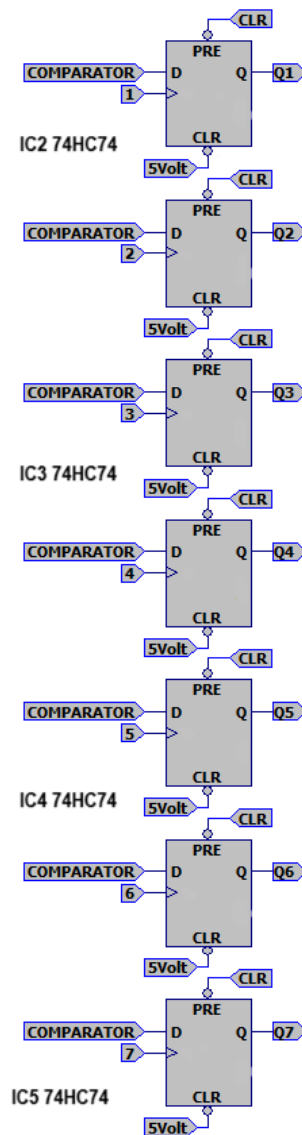 CLR
PRE
COMPARATOR D Q Q1
1
CLR
IC2 74HC74
5Volt
CLR
PRE
COMPARATOR D Q Q2
2
CLR
5Volt
CLR
PRE
COMPARATOR D Q Q3
3
CLR
IC3 74HC74
5Volt
CLR
PRE
COMPARATOR D Q Q4
4
CLR
5Volt
CLR
PRE
COMPARATOR D Q Q5
5
CLR
IC4 74HC74
5Volt
CLR
PRE
COMPARATOR D Q Q6
6
CLR
5Volt
CLR
PRE
COMPARATOR D Q Q7
7
CLR
IC5 74HC74
5Volt